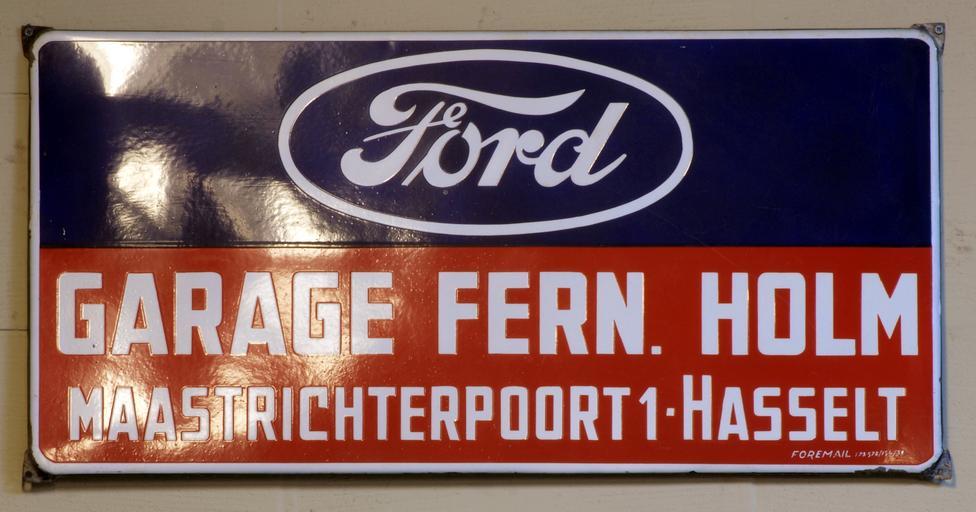 Ford
GARAGE FERN. HOLM
MAASTRICHTERPOORT 1-HASSELT
FOREMAIL